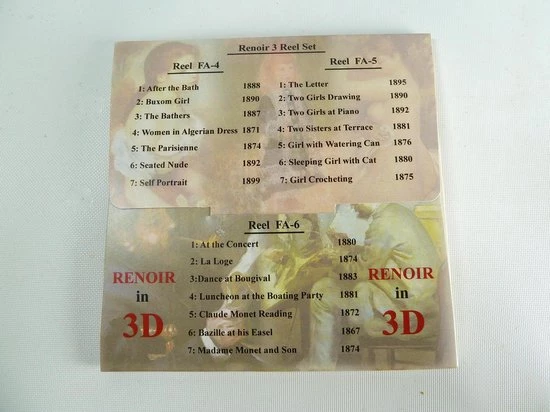 Renoir 3 Reel Set
Reel FA-4
1: After the Bath 1888
2: Buxom Girl 1890
3: The Bathers 1887
4: Women in Algerian Dress 1871
5: The Parisienne 1874
6: Seated Nude 1892
7: Self Portrait 1899
Reel FA-5
1: The Letter 1895
2: Two Girls Drawing 1890
3: Two Girls at Piano 1892
4: Two Sisters at Terrace 1881
5: Girl with Watering Can 1876
6: Sleeping Girl with Cat 1880
7: Girl Crocheting 1875
Reel FA-6
1: At the Concert 1880
2: La Loge 1874
3:Dance at Bougival 1883
4: Luncheon at the Boating Party 1881
5: Claude Monet Reading 1872
6: Bazille at his Easel 1867
7: Madame Monet and Son 1874
RENOIR
in
3D
RENOIR
in
3D